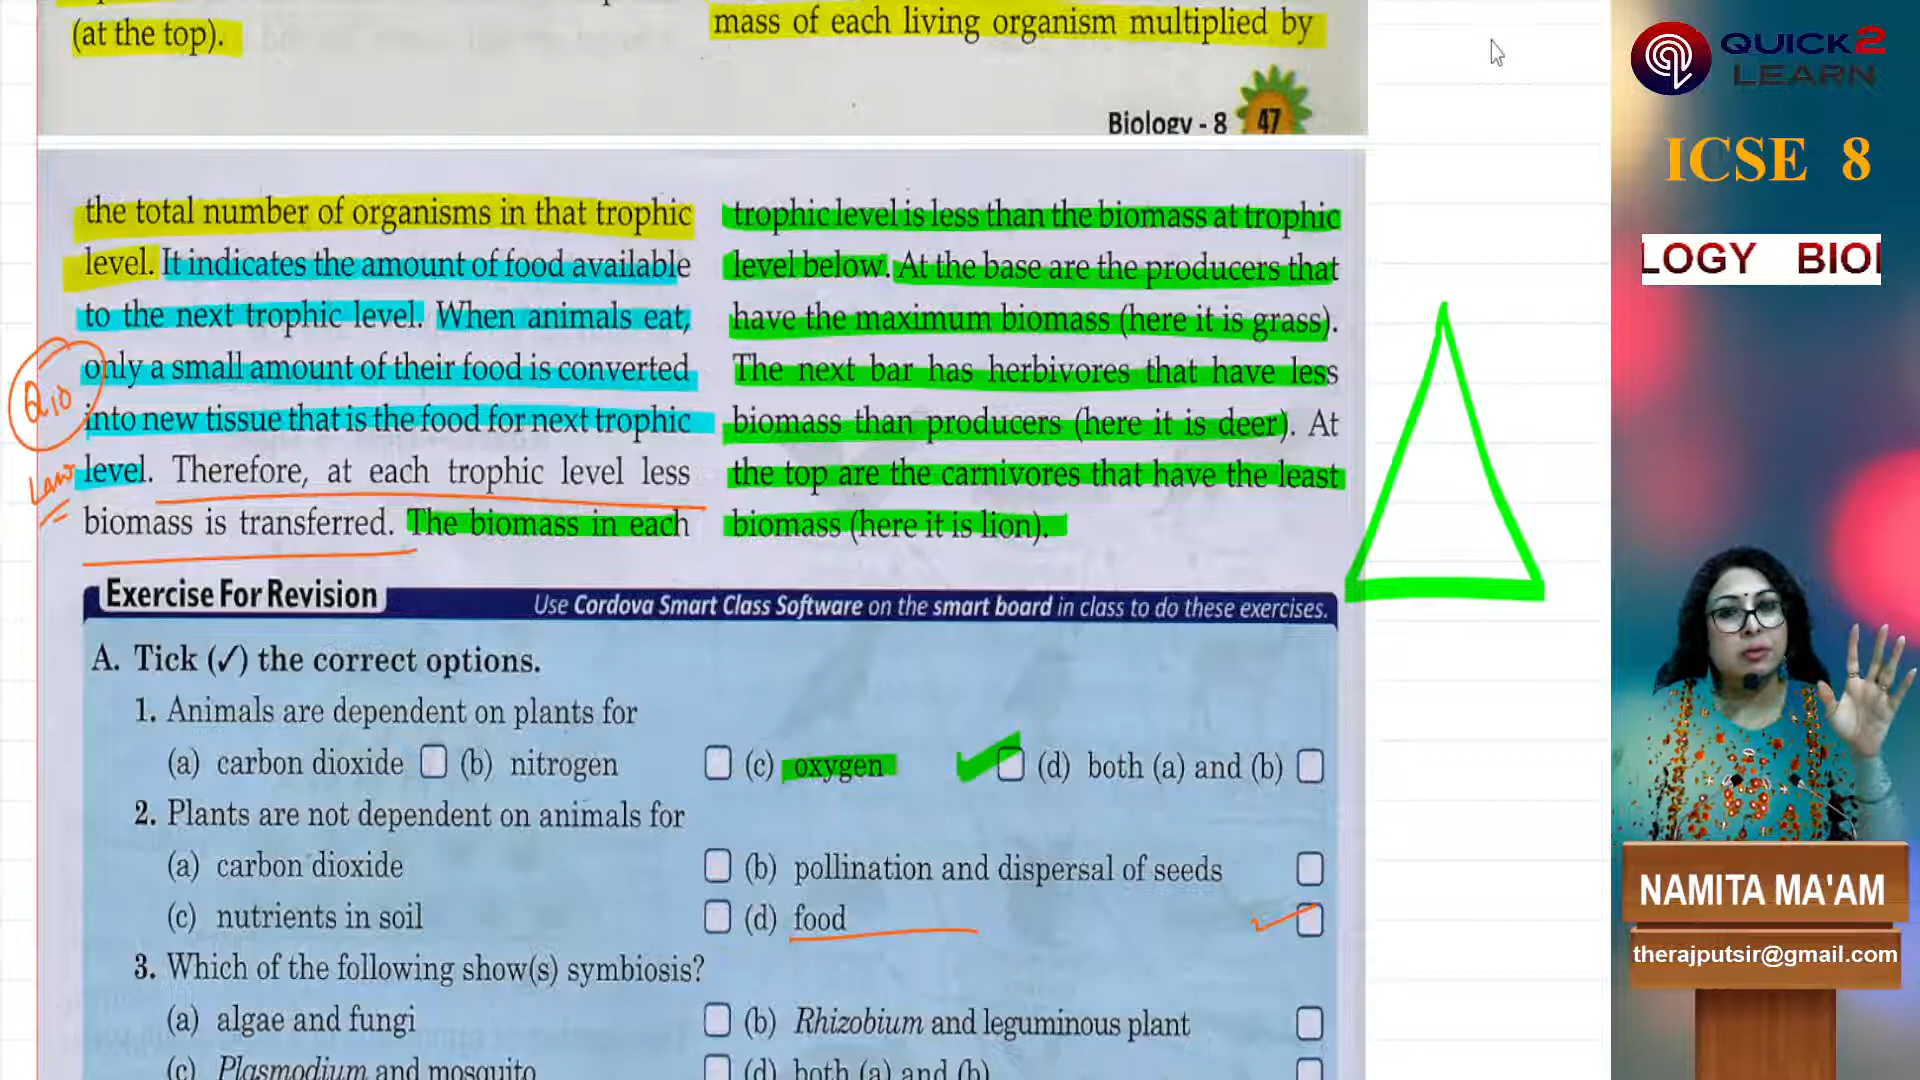 (at the top).
mass of each living organism multiplied by
Biology - 8 47
the total number of organisms in that trophic
level. It indicates the amount of food available
to the next trophic level. When animals eat,
only a small amount of their food is converted
into new tissue that is the food for next trophic
level. Therefore, at each trophic level less
biomass is transferred. The biomass in each
Q10
Law
trophic level is less than the biomass at trophic
level below. At the base are the producers that
have the maximum biomass (here it is grass).
The next bar has herbivores that have less
biomass than producers (here it is deer). At
the top are the carnivores that have the least
biomass (here it is lion).
Exercise For Revision
Use Cordova Smart Class Software on the smart board in class to do these exercises.
A. Tick (✓) the correct options.
1. Animals are dependent on plants for
(a) carbon dioxide (b) nitrogen (c) oxygen (d) both (a) and (b)
2. Plants are not dependent on animals for
(a) carbon dioxide (b) pollination and dispersal of seeds
(c) nutrients in soil (d) food
3. Which of the following show(s) symbiosis?
(a) algae and fungi (b) Rhizobium and leguminous plant
(c) Plasmodium and mosquito (d) both (a) and (b)
QUICK2
LEARN
ICSE 8
LOGY BIOL
NAMITA MA'AM
therajputsir@gmail.com